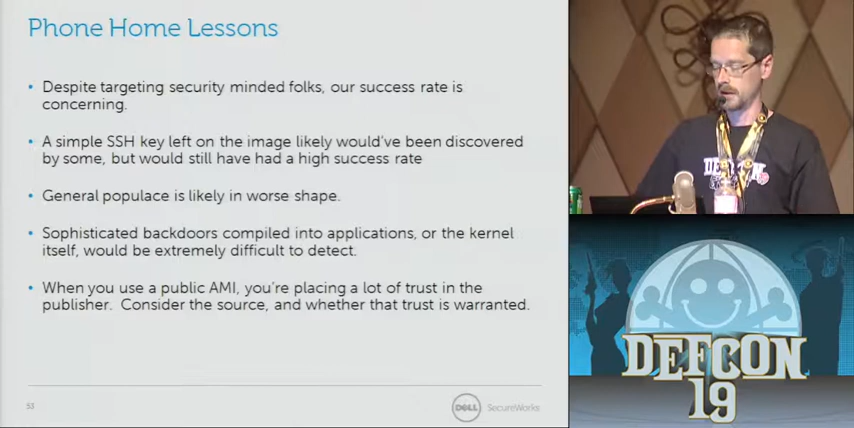 Phone Home Lessons
• Despite targeting security minded folks, our success rate is
concerning.
• A simple SSH key left on the image likely would've been discovered
by some, but would still have had a high success rate
• General populace is likely in worse shape.
• Sophisticated backdoors compiled into applications, or the kernel
itself, would be extremely difficult to detect.
• When you use a public AMI, you're placing a lot of trust in the
publisher.  Consider the source, and whether that trust is warranted.
53
DELL SecureWorks
DEFCON
19